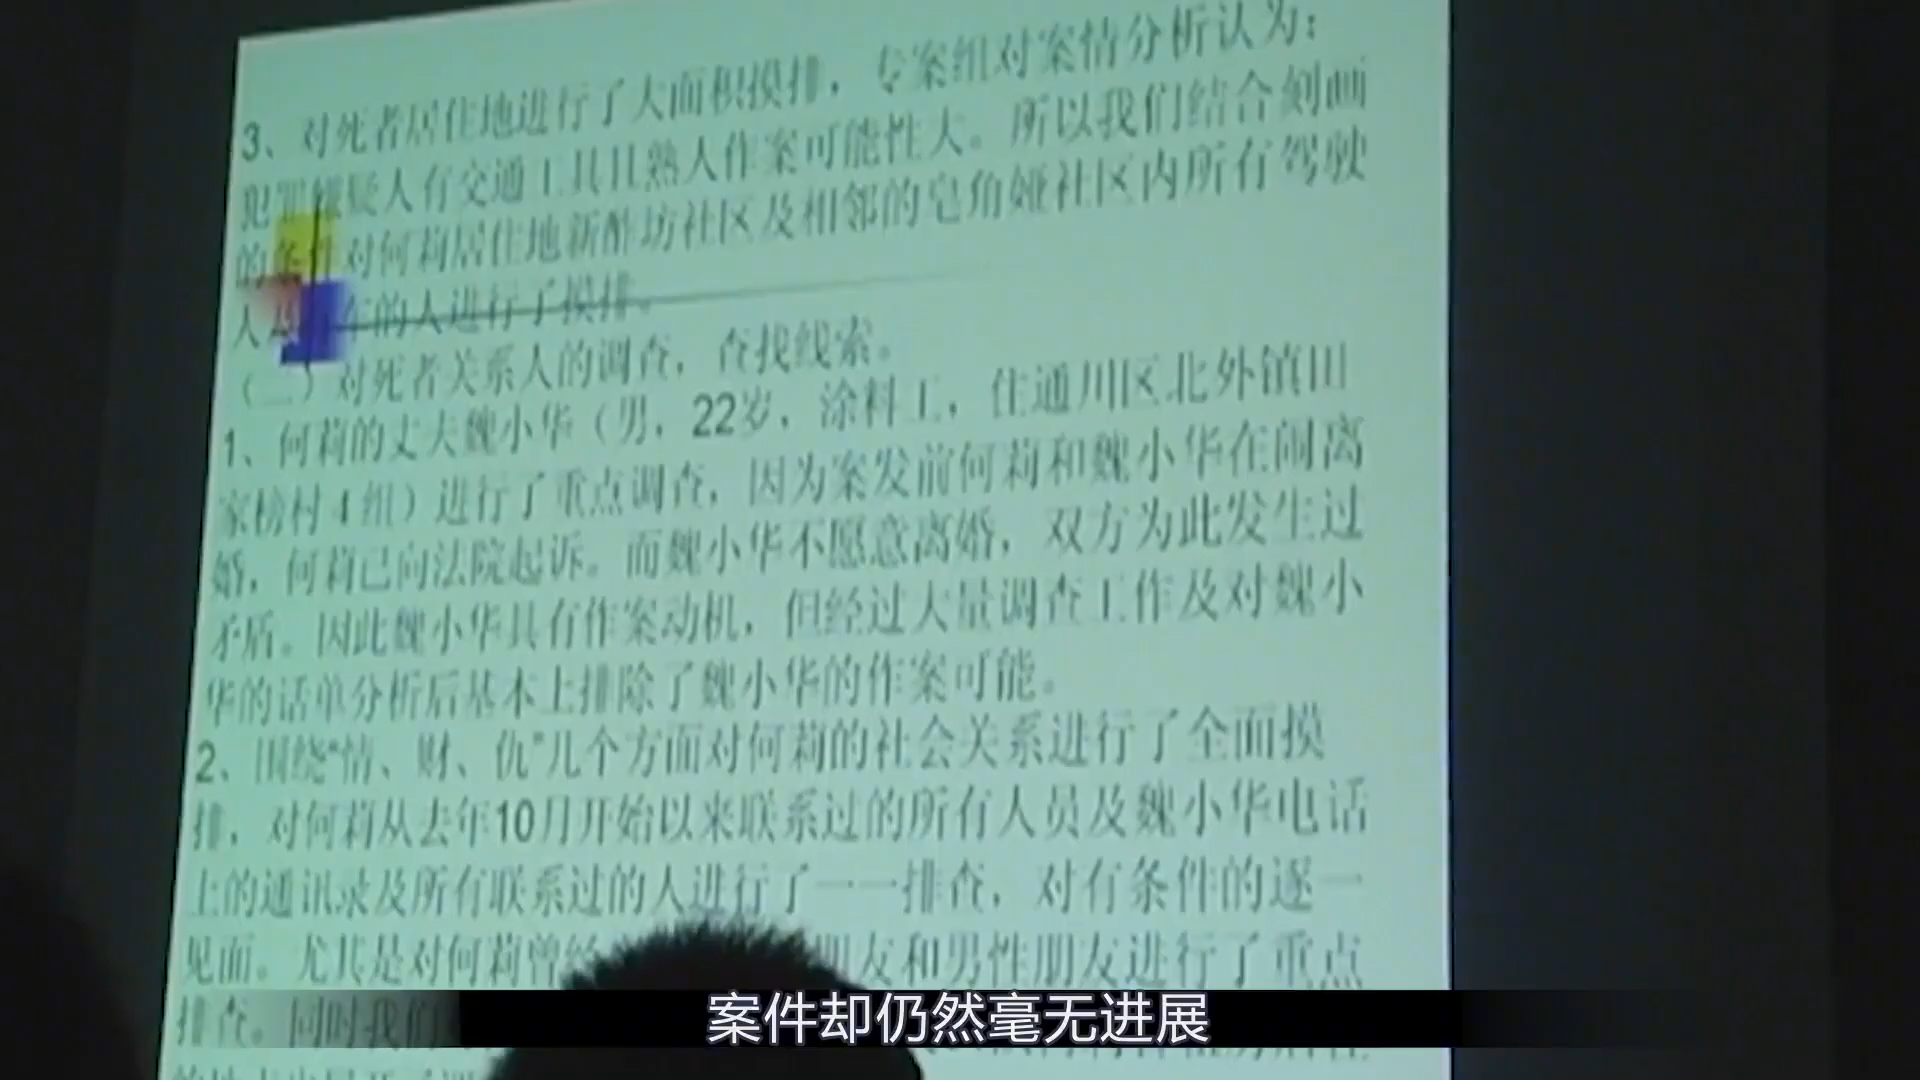 3、对死者居住地进行了大面积摸排，专案组对案情分析认为：
犯罪嫌疑人有交通工具且熟人作案可能性大。所以我们结合刻画
的条件对何莉居住地新酢坊社区及相邻的皂角娅社区内所有驾驶
人 车的人进行了摸排。
（二）对死者关系人的调查，查找线索。
1、何莉的丈夫魏小华（男，22岁，涂料工，住通川区北外镇田
家榜村4组）进行了重点调查，因为案发前何莉和魏小华在闹离
婚，何莉已向法院起诉。而魏小华不愿意离婚，双方为此发生过
矛盾。因此魏小华具有作案动机，但经过大量调查工作及对魏小
华的话单分析后基本上排除了魏小华的作案可能。
2、围绕“情、财、仇”几个方面对何莉的社会关系进行了全面摸
排，对何莉从去年10月开始以来联系过的所有人员及魏小华电话
上的通讯录及所有联系过的人进行了一一排查，对有条件的逐一
见面。尤其是对何莉曾经 朋友和男性朋友进行了重点
排查。同时我们
案件却仍然毫无进展